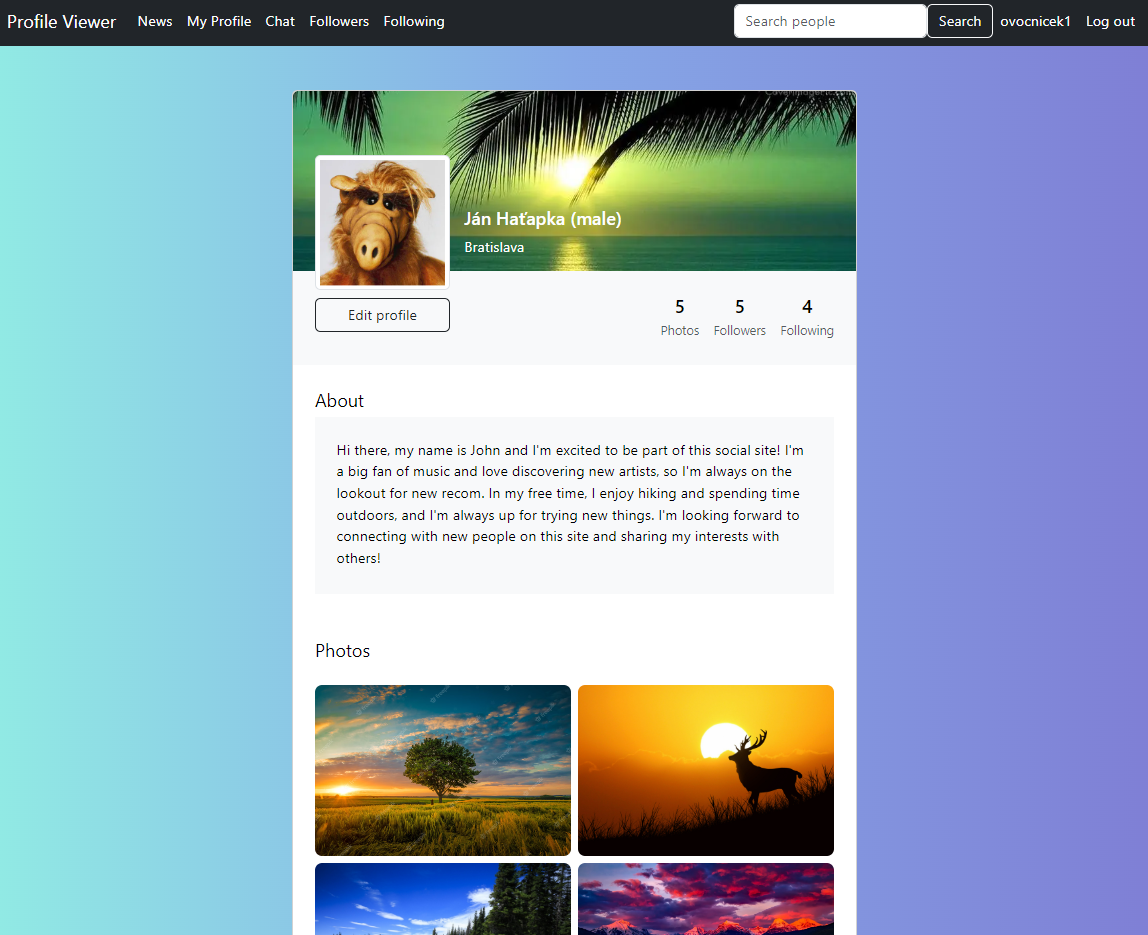 Profile Viewer News My Profile Chat Followers Following Search people Search ovocnicek1 Log out
Ján Haťapka (male)
Bratislava
Edit profile
5 5 4
Photos Followers Following
About
Hi there, my name is John and I'm excited to be part of this social site! I'm
a big fan of music and love discovering new artists, so I'm always on the
lookout for new recom. In my free time, I enjoy hiking and spending time
outdoors, and I'm always up for trying new things. I'm looking forward to
connecting with new people on this site and sharing my interests with
others!
Photos